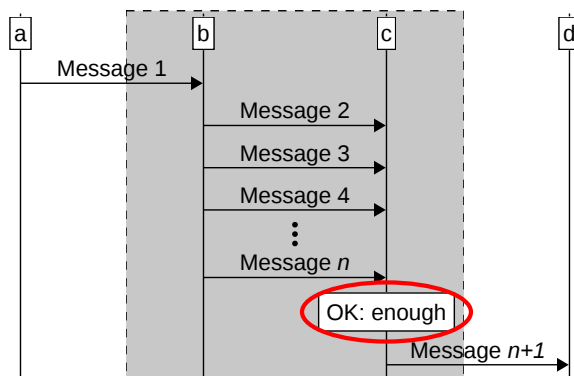 a b c d
Message 1
Message 2
Message 3
Message 4
Message n
OK: enough
Message n+1